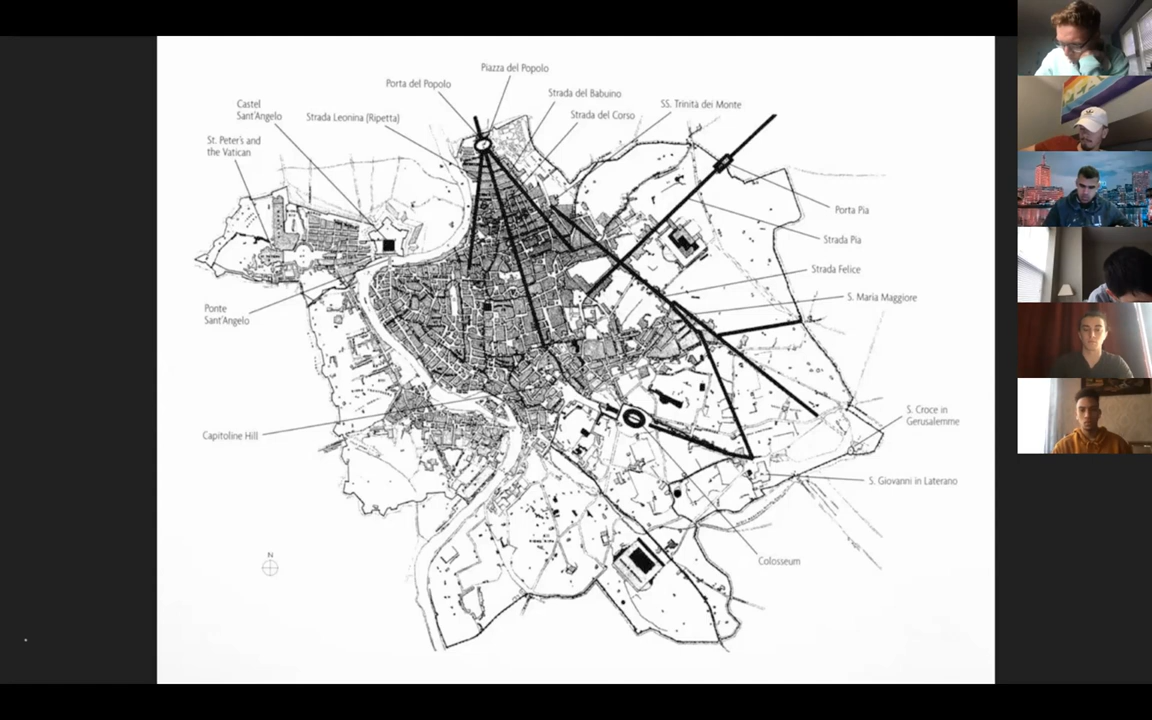 Piazza del Popolo
Porta del Popolo
Strada del Babuino
Castel
Sant'Angelo
SS. Trinità dei Monte
Strada Leonina (Ripetta)
Strada del Corso
St. Peter's and
the Vatican
Porta Pia
Strada Pia
Strada Felice
S. Maria Maggiore
Ponte
Sant'Angelo
S. Croce in
Gerusalemme
Capitoline Hill
S. Giovanni in Laterano
Colosseum
N